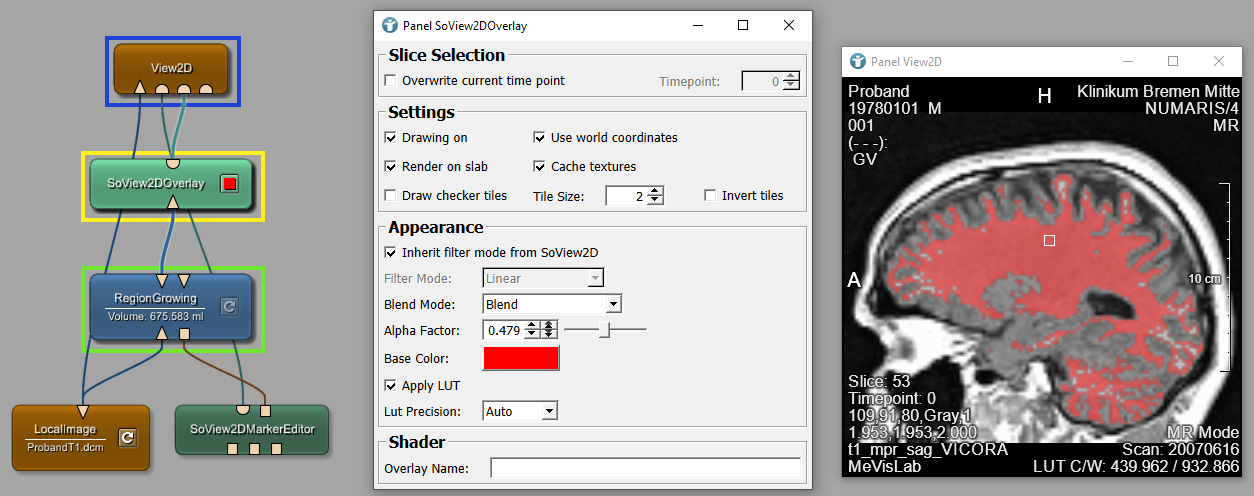 View2D
SoView2DOverlay
RegionGrowing
Volume: 675.583 ml
LocalImage
ProbandT1.dcm
SoView2DMarkerEditor
Panel SoView2DOverlay
Slice Selection
Overwrite current time point
Timepoint: 0
Settings
Drawing on
Use world coordinates
Render on slab
Cache textures
Draw checker tiles
Tile Size: 2
Invert tiles
Appearance
Inherit filter mode from SoView2D
Filter Mode: Linear
Blend Mode: Blend
Alpha Factor: 0.479
Base Color:
Apply LUT
Lut Precision: Auto
Shader
Overlay Name:
Panel View2D
Proband
19780101 M
001
(- - -):
GV
H
Klinikum Bremen Mitte
NUMARIS/4
MR
A
10 cm
Slice: 53
Timepoint: 0
109,91,80,Gray,1
1.953,1.953,2.000
t1_mpr_sag_VICORA
MeVisLab
MR Mode
Scan: 20070616
LUT C/W: 439.962 / 932.866